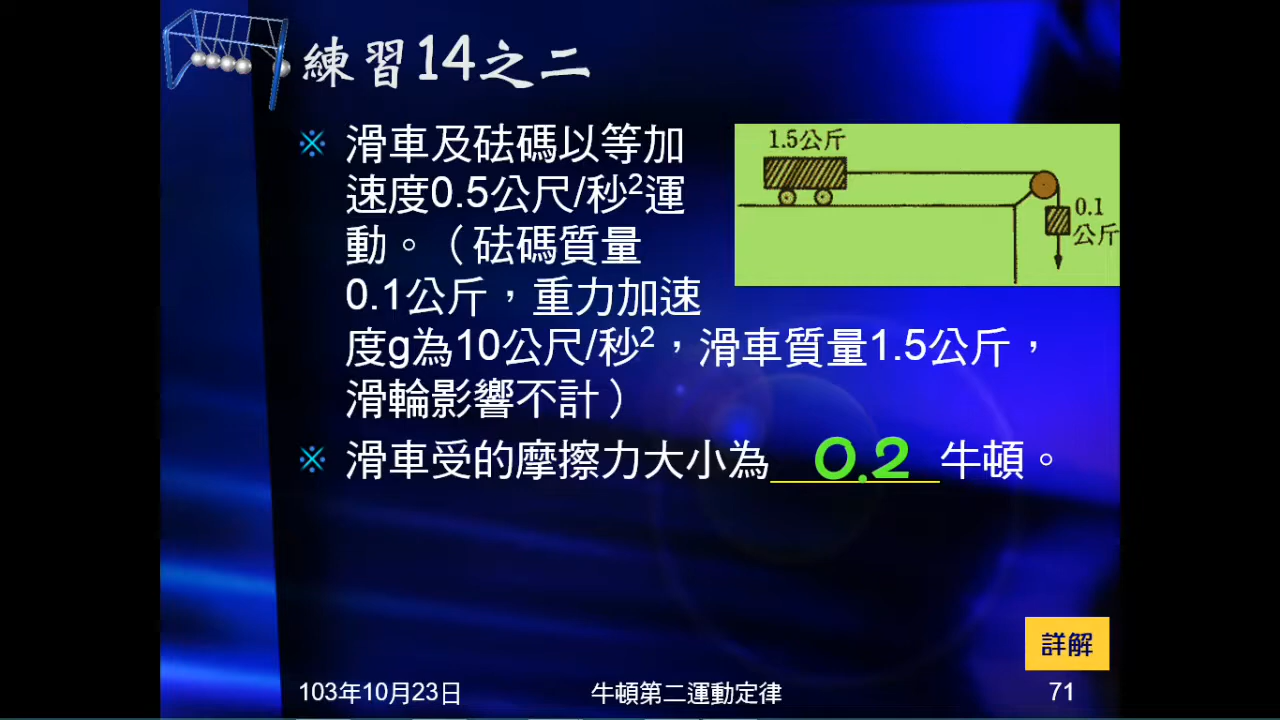 練習14之二
※ 滑車及砝碼以等加
速度0.5公尺/秒²運
動。（砝碼質量
0.1公斤，重力加速
度g為10公尺/秒²，滑車質量1.5公斤，
滑輪影響不計）
1.5公斤
0.1
公斤
※ 滑車受的摩擦力大小為 0.2 牛頓。
詳解
103年10月23日
牛頓第二運動定律
71